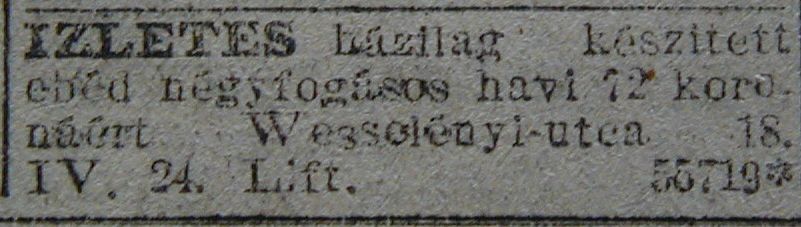 IZLETES házilag készitett
ebéd négyfogásos havi 72 koro-
náért Wesselényi-utca 18.
IV. 24. Lift. 55719*